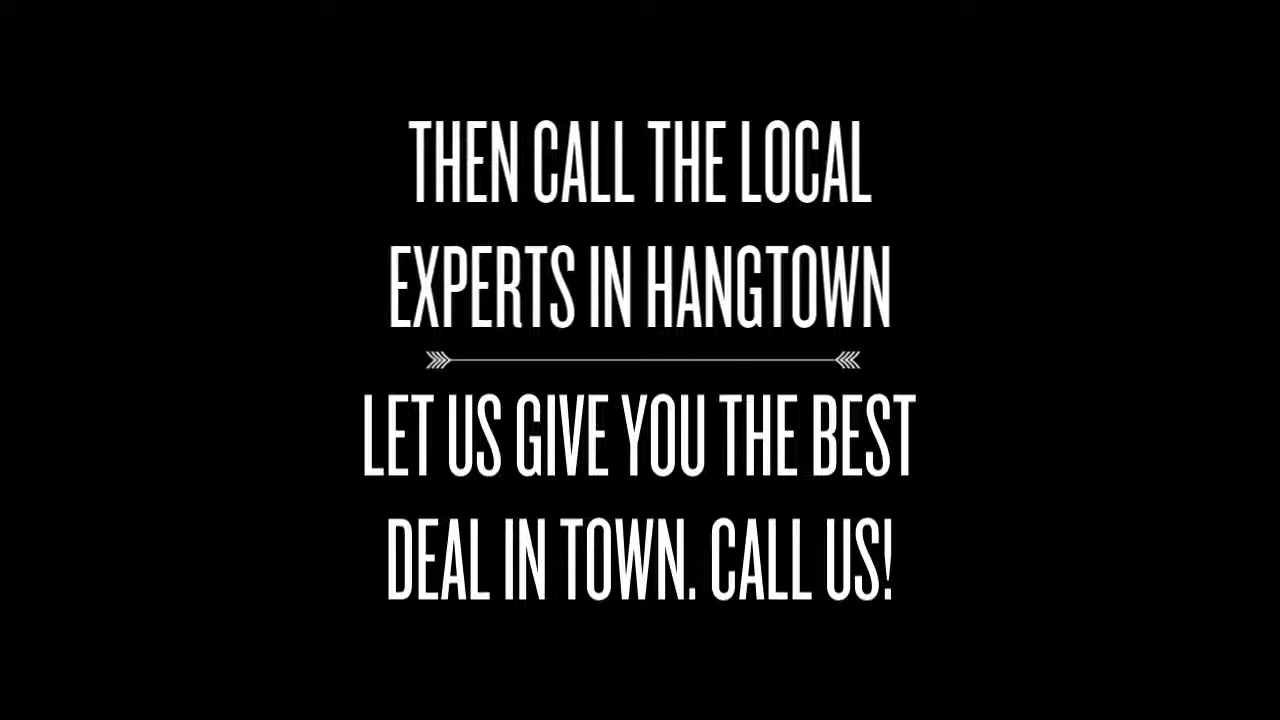 THEN CALL THE LOCAL
EXPERTS IN HANGTOWN
LET US GIVE YOU THE BEST
DEAL IN TOWN. CALL US!